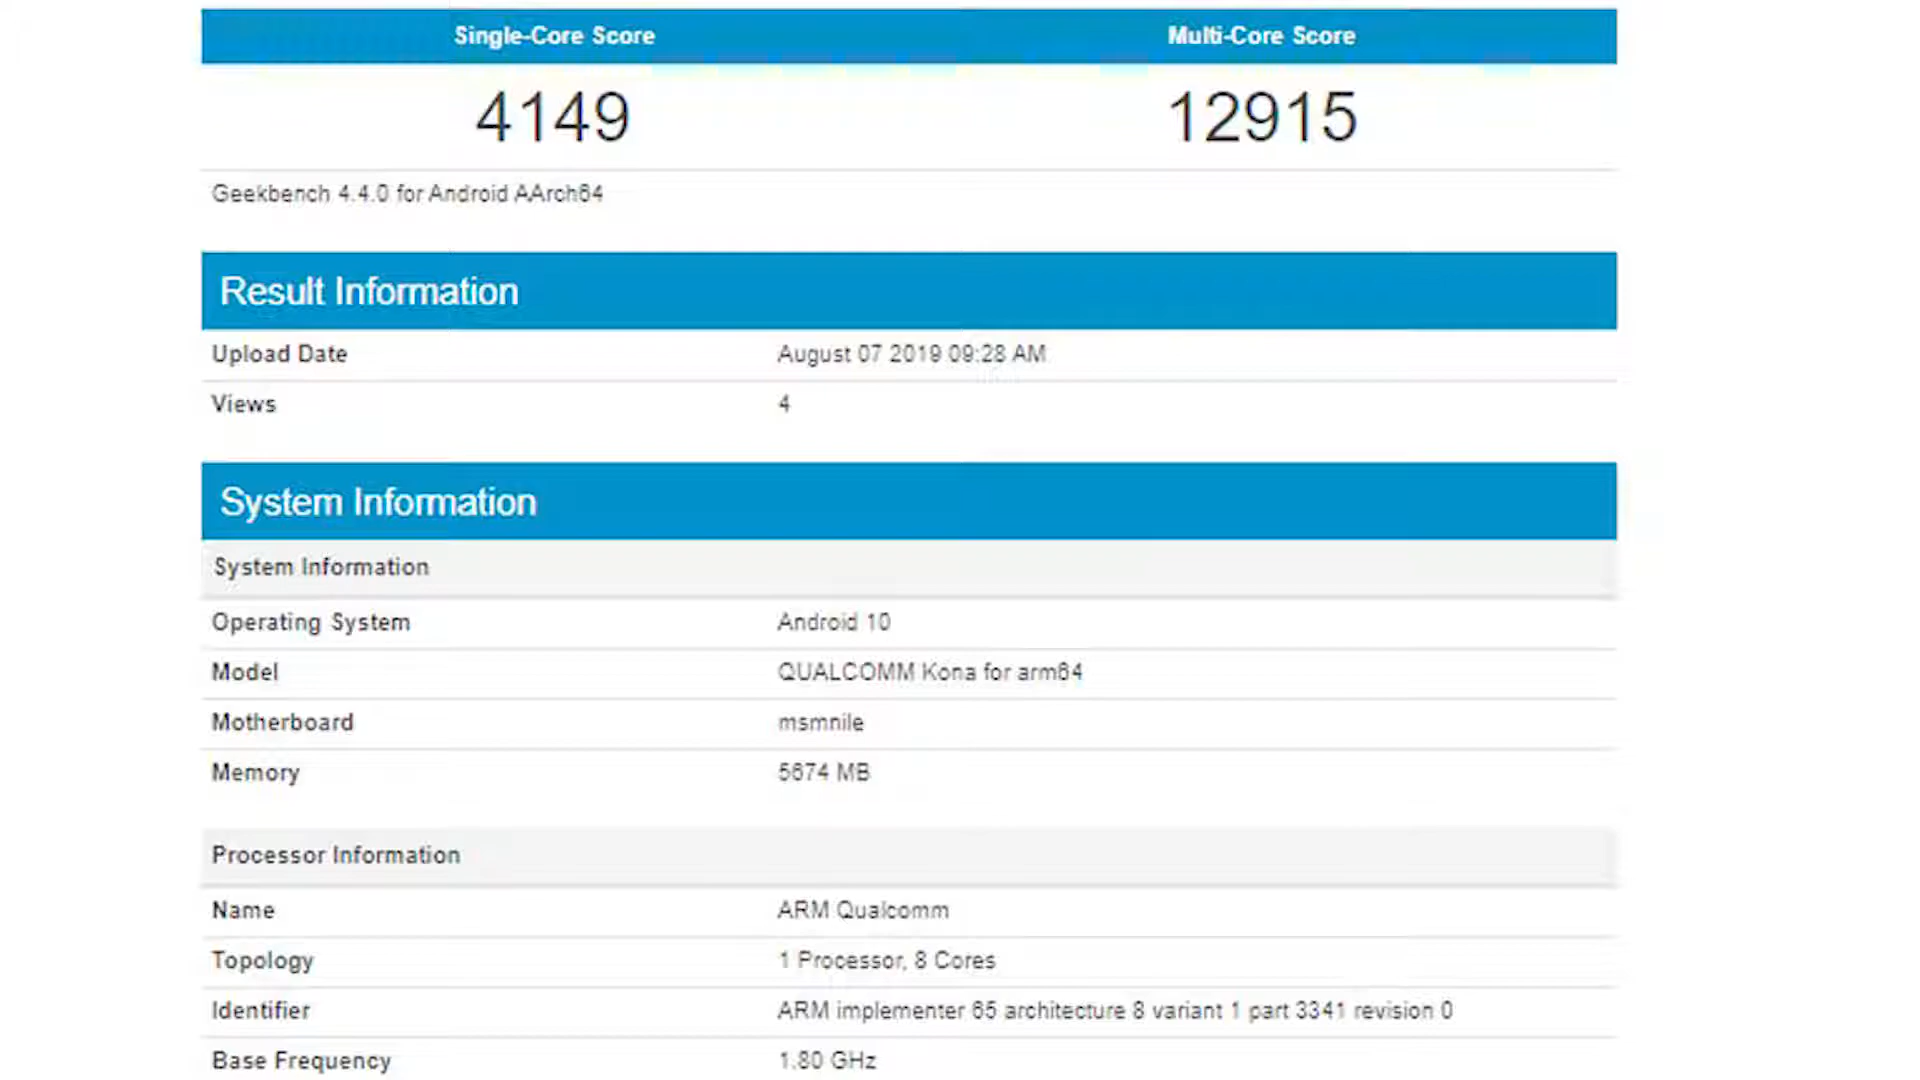 Single-Core Score Multi-Core Score
4149 12915
Geekbench 4.4.0 for Android AArch64
Result Information
Upload Date August 07 2019 09:28 AM
Views 4
System Information
System Information
Operating System Android 10
Model QUALCOMM Kona for arm64
Motherboard msmnile
Memory 5674 MB
Processor Information
Name ARM Qualcomm
Topology 1 Processor, 8 Cores
Identifier ARM implementer 65 architecture 8 variant 1 part 3341 revision 0
Base Frequency 1.80 GHz